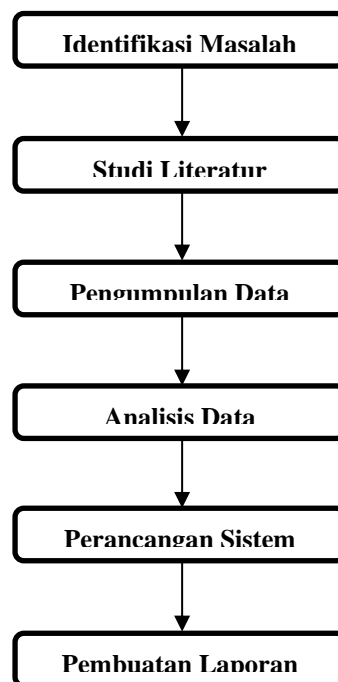 Identifikasi Masalah
Studi Literatur
Pengumpulan Data
Analisis Data
Perancangan Sistem
Pembuatan Laporan